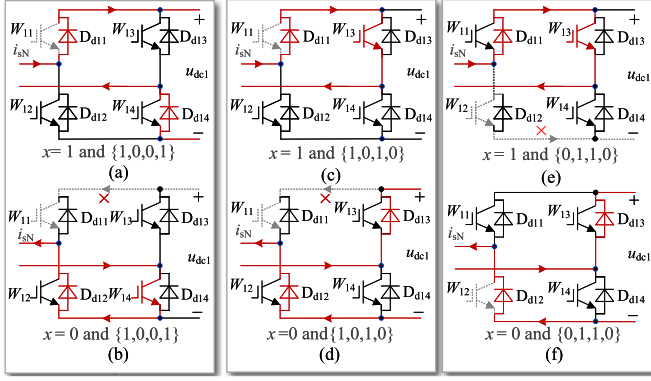 W11
W13
+
isN
Dd11
Dd13
udc1
W12
W14
Dd12
Dd14
−
x= 1 and {1,0,0,1}
(a)
W11
W13
+
isN
Dd11
Dd13
udc1
W12
W14
Dd12
Dd14
−
x = 1 and {1,0,1,0}
(c)
W11
W13
+
isN
Dd11
Dd13
udc1
W12
W14
Dd12
Dd14
−
x = 1 and {0,1,1,0}
(e)
W11
W13
+
isN
Dd11
Dd13
udc1
W12
W14
Dd12
Dd14
−
x = 0 and {1,0,0,1}
(b)
W11
W13
+
isN
Dd11
Dd13
udc1
W12
W14
Dd12
Dd14
−
x=0 and{1,0,1,0}
(d)
W11
W13
+
isN
Dd11
Dd13
udc1
W12
W14
Dd12
Dd14
−
x = 0 and {0,1,1,0}
(f)